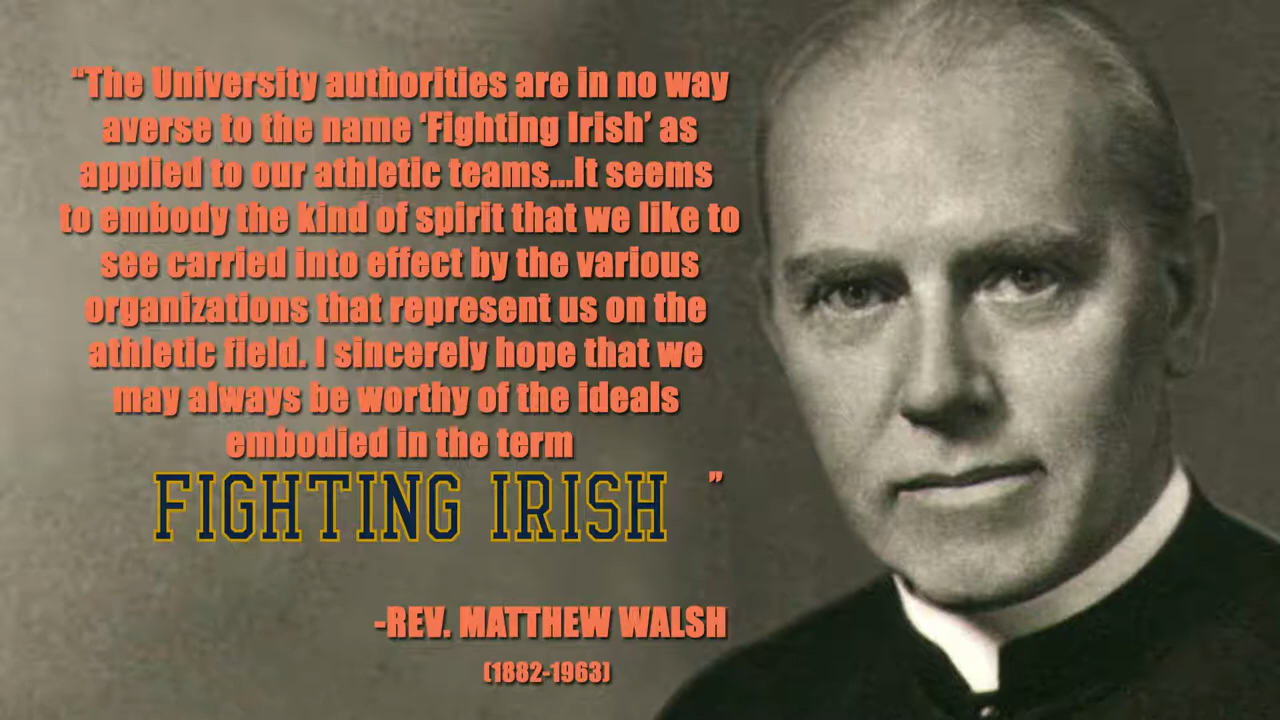 “The University authorities are in no way
averse to the name ‘Fighting Irish’ as
applied to our athletic teams...It seems
to embody the kind of spirit that we like to
see carried into effect by the various
organizations that represent us on the
athletic field. I sincerely hope that we
may always be worthy of the ideals
embodied in the term
FIGHTING IRISH ”
-REV. MATTHEW WALSH
(1882-1963)